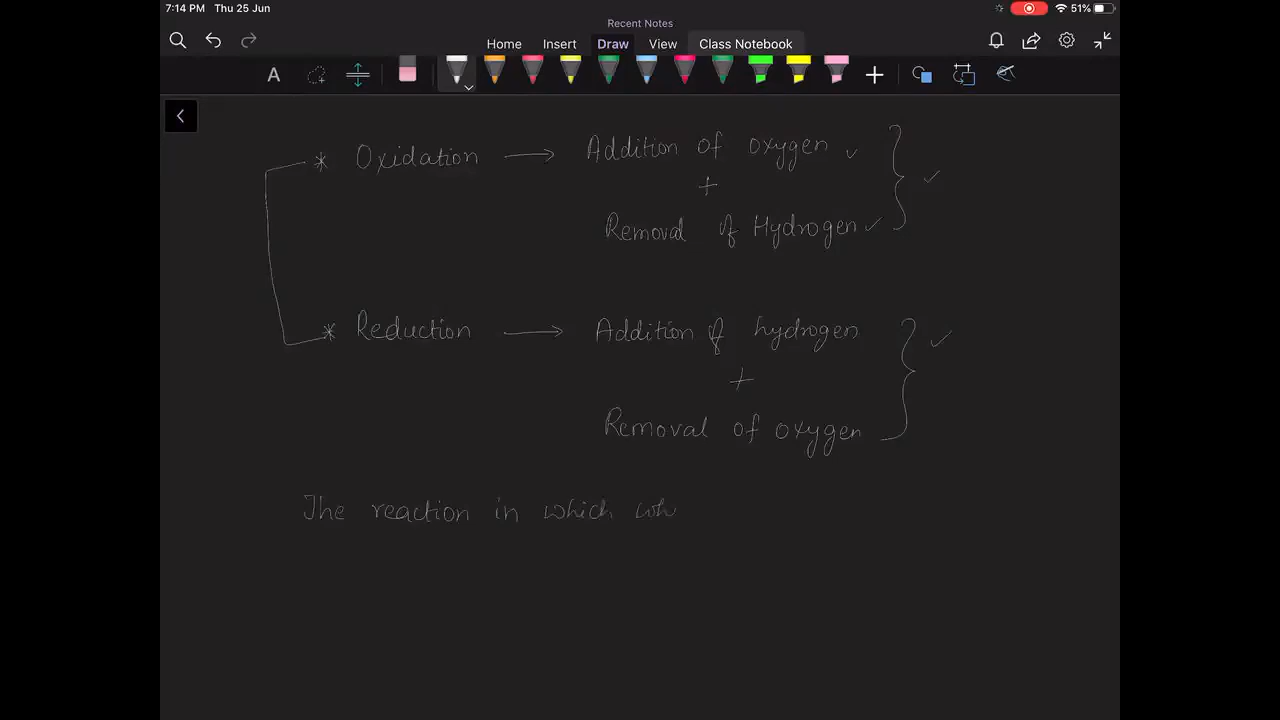 7:14 PM Thu 25 Jun
51%
Recent Notes
Home Insert Draw View Class Notebook
A
* Oxidation → Addition of oxygen ✓
+
Removal of Hydrogen ✓
✓
* Reduction → Addition of hydrogen
+
Removal of oxygen
✓
The reaction in which wh